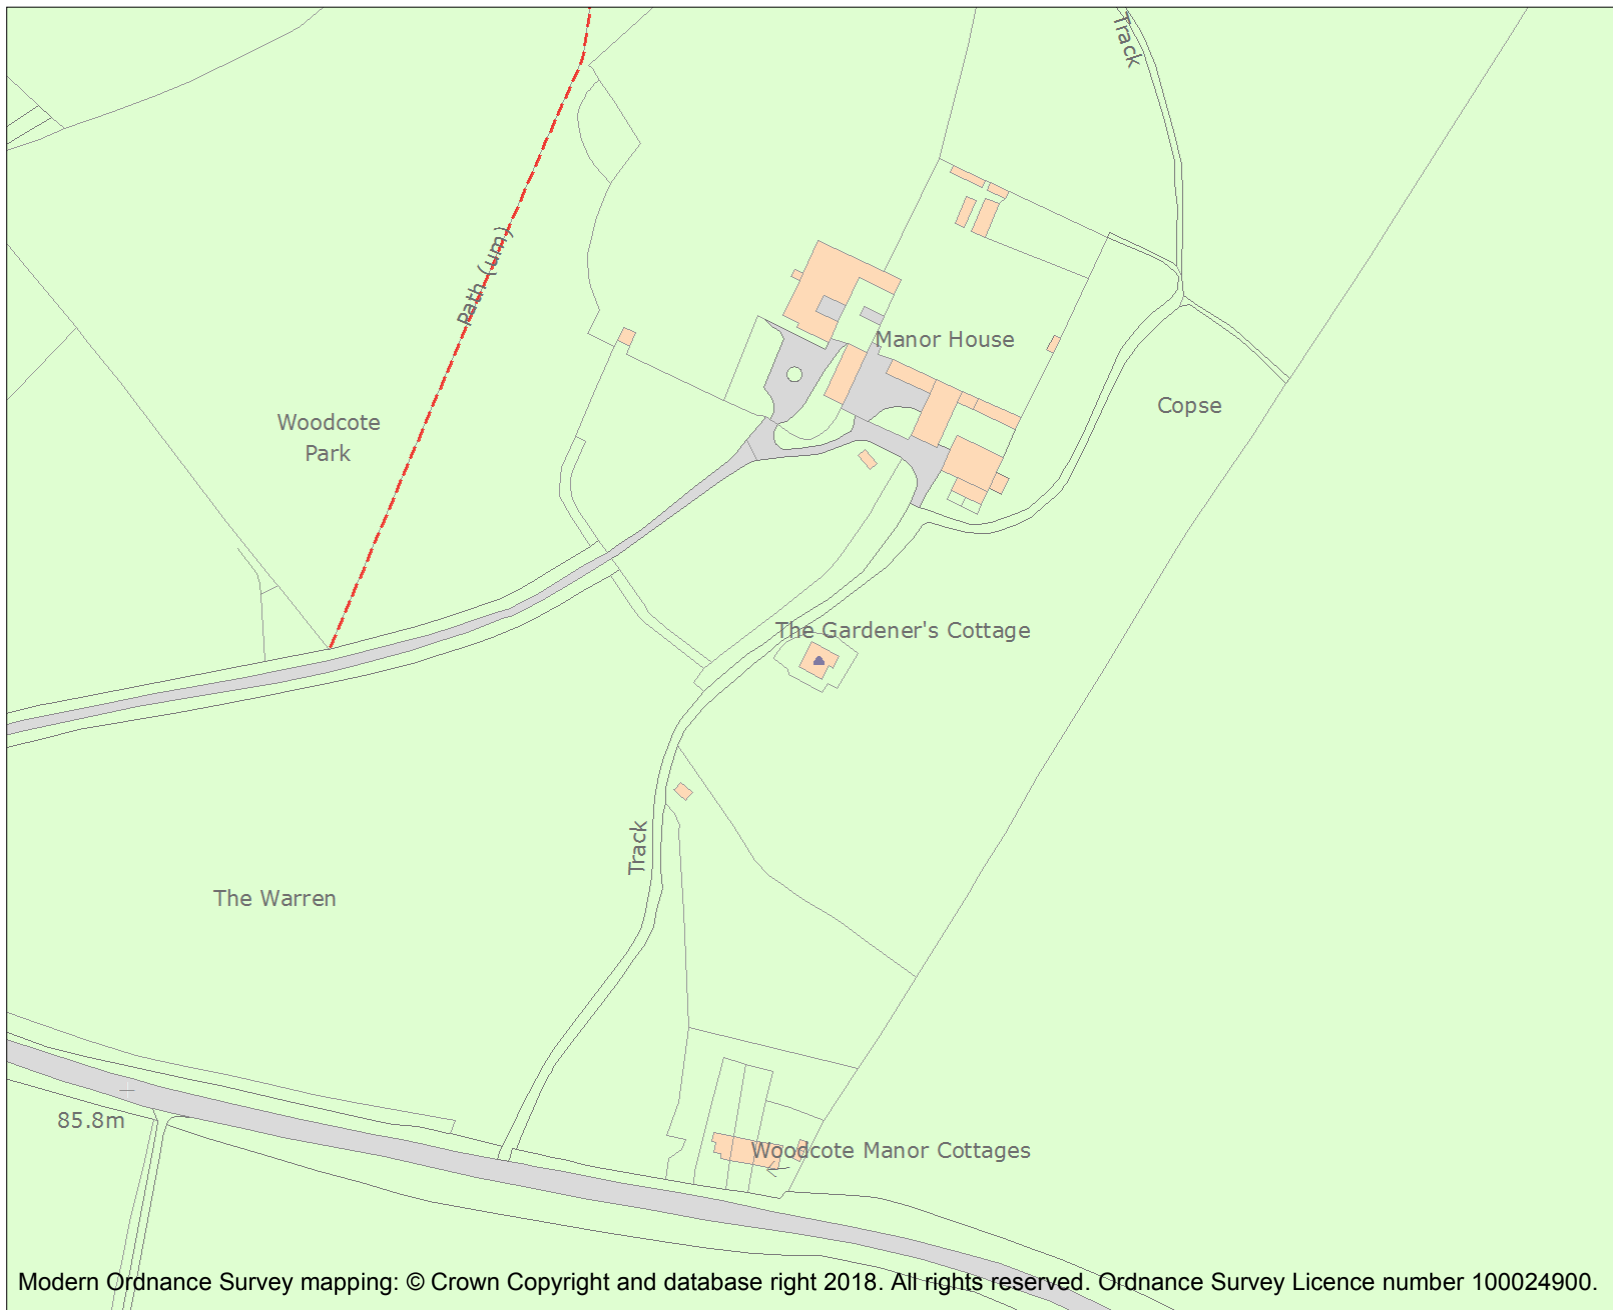 Track
Path (um)
Manor House
Copse
Woodcote
Park
The Gardener's Cottage
Track
The Warren
85.8m
Woodcote Manor Cottages
Modern Ordnance Survey mapping: © Crown Copyright and database right 2018. All rights reserved. Ordnance Survey Licence number 100024900.